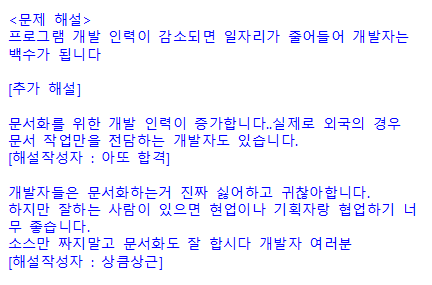 <문제 해설>
프로그램 개발 인력이 감소되면 일자리가 줄어들어 개발자는
백수가 됩니다
[추가 해설]
문서화를 위한 개발 인력이 증가합니다..실제로 외국의 경우
문서 작업만을 전담하는 개발자도 있습니다.
[해설작성자 : 아또 합격]
개발자들은 문서화하는거 진짜 싫어하고 귀찮아합니다.
하지만 잘하는 사람이 있으면 현업이나 기획자랑 협업하기 너
무 좋습니다.
소스만 짜지말고 문서화도 잘 합시다 개발자 여러분
[해설작성자 : 상큼상근]